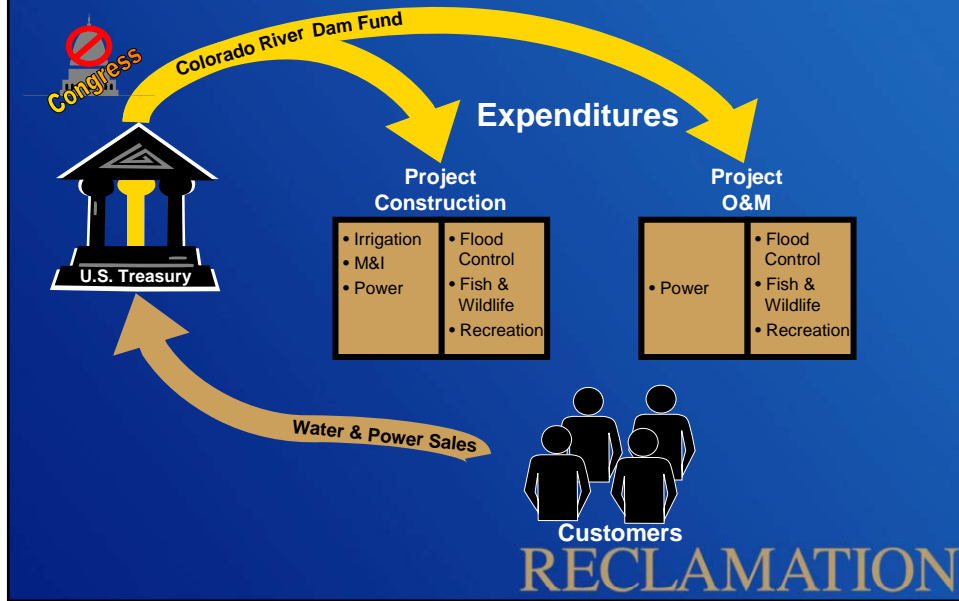 Congress
Colorado River Dam Fund
Expenditures
Project
Construction
• Irrigation
• M&I
• Power
• Flood
Control
• Fish &
Wildlife
• Recreation
Project
O&M
• Power
• Flood
Control
• Fish &
Wildlife
• Recreation
U.S. Treasury
Water & Power Sales
Customers
RECLAMATION